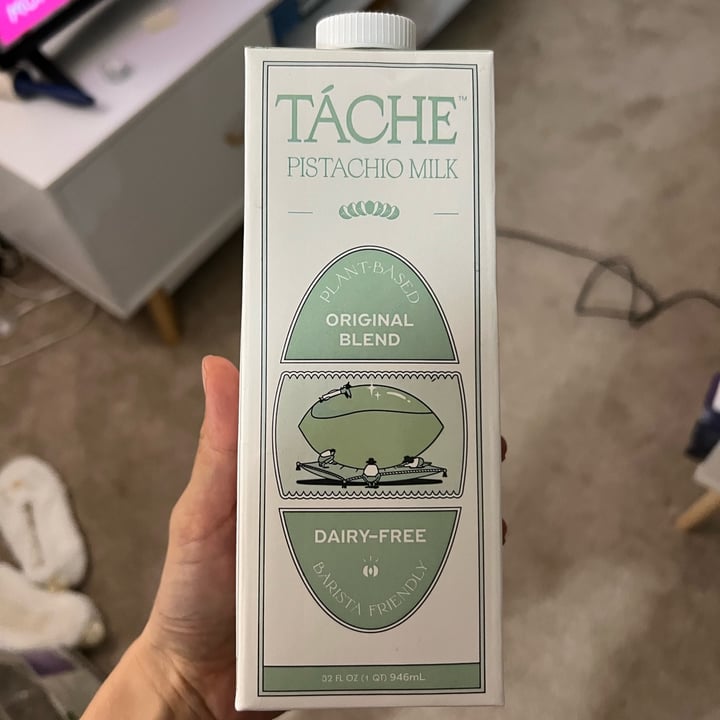 TÁCHE™
PISTACHIO MILK
PLANT-BASED
ORIGINAL
BLEND
DAIRY-FREE
BARISTA FRIENDLY
32 FL OZ (1 QT) 946mL